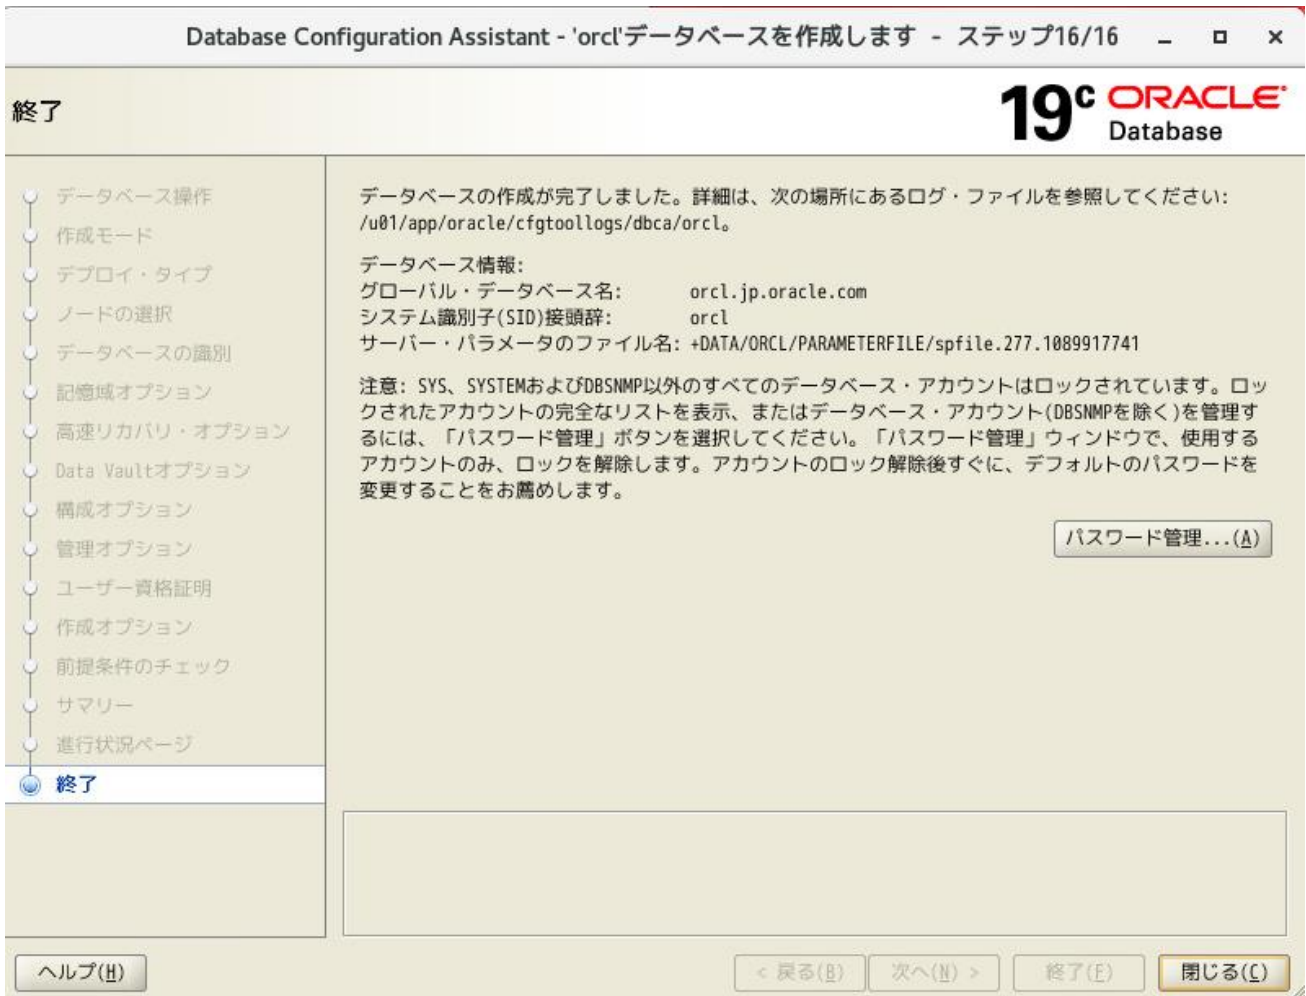 Database Configuration Assistant - 'orcl'データベースを作成します - ステップ16/16
終了
19c ORACLE
Database
データベース操作
作成モード
デプロイ・タイプ
ノードの選択
データベースの識別
記憶域オプション
高速リカバリ・オプション
Data Vaultオプション
構成オプション
管理オプション
ユーザー資格証明
作成オプション
前提条件のチェック
サマリー
進行状況ページ
終了
データベースの作成が完了しました。詳細は、次の場所にあるログ・ファイルを参照してください:
/u01/app/oracle/cfgtoollogs/dbca/orcl。
データベース情報:
グローバル・データベース名: orcl.jp.oracle.com
システム識別子(SID)接頭辞: orcl
サーバー・パラメータのファイル名: +DATA/ORCL/PARAMETERFILE/spfile.277.1089917741
注意: SYS、SYSTEMおよびDBSNMP以外のすべてのデータベース・アカウントはロックされています。ロッ
クされたアカウントの完全なリストを表示、またはデータベース・アカウント(DBSNMPを除く)を管理す
るには、「パスワード管理」ボタンを選択してください。「パスワード管理」ウィンドウで、使用する
アカウントのみ、ロックを解除します。アカウントのロック解除後すぐに、デフォルトのパスワードを
変更することをお薦めします。
パスワード管理...(A)
ヘルプ(H)
< 戻る(B)
次へ(N) >
終了(F)
閉じる(C)